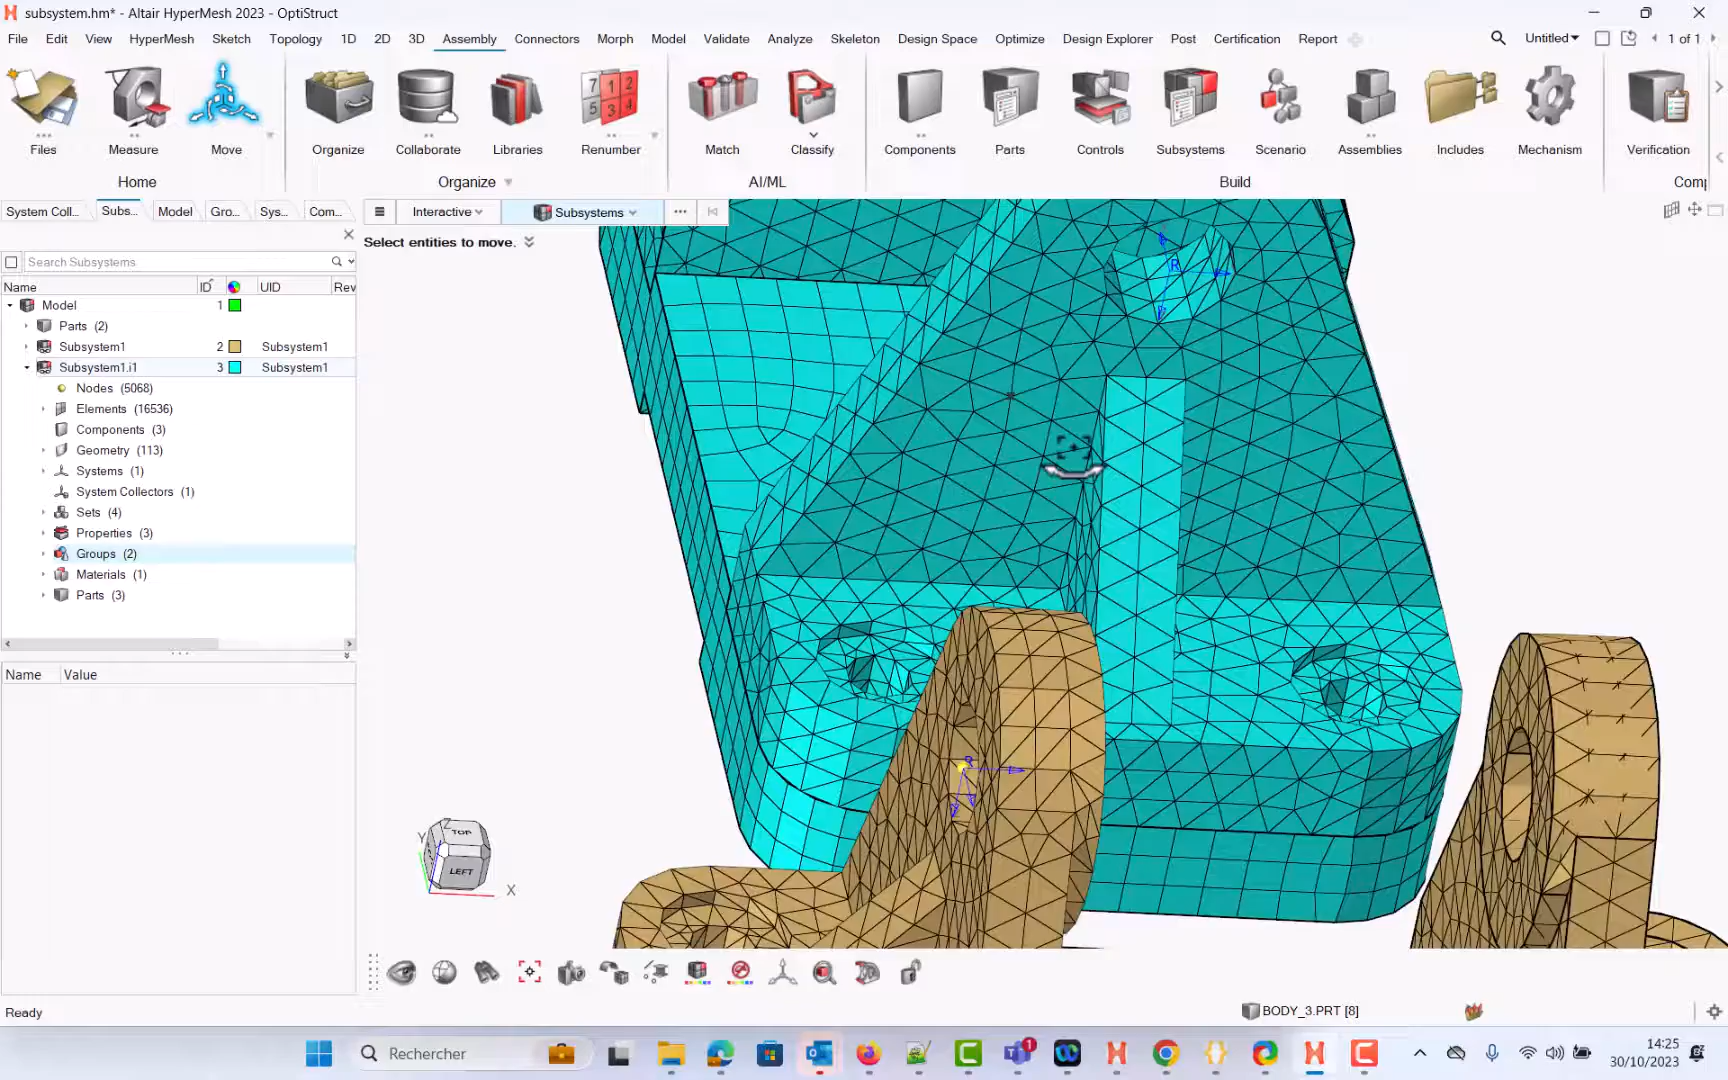 subsystem.hm* - Altair HyperMesh 2023 - OptiStruct
File Edit View HyperMesh Sketch Topology 1D 2D 3D Assembly Connectors Morph Model Validate Analyze Skeleton Design Space Optimize Design Explorer Post Certification Report Untitled 1 of 1
Files Measure Move Organize Collaborate Libraries Renumber Match Classify Components Parts Controls Subsystems Scenario Assemblies Includes Mechanism Verification
Home Organize AI/ML Build Comp
System Coll... Subs... Model Gro... Sys... Com... Interactive Subsystems
Select entities to move.
Search Subsystems
Name ID UID Rev
Model 1
Parts (2)
Subsystem1 2 Subsystem1
Subsystem1.i1 3 Subsystem1
Nodes (5068)
Elements (16536)
Components (3)
Geometry (113)
Systems (1)
System Collectors (1)
Sets (4)
Properties (3)
Groups (2)
Materials (1)
Parts (3)
Name Value
R
R
Z
Y
TOP
LEFT
X
Ready
BODY_3.PRT [8]
Rechercher
1
14:25
30/10/2023